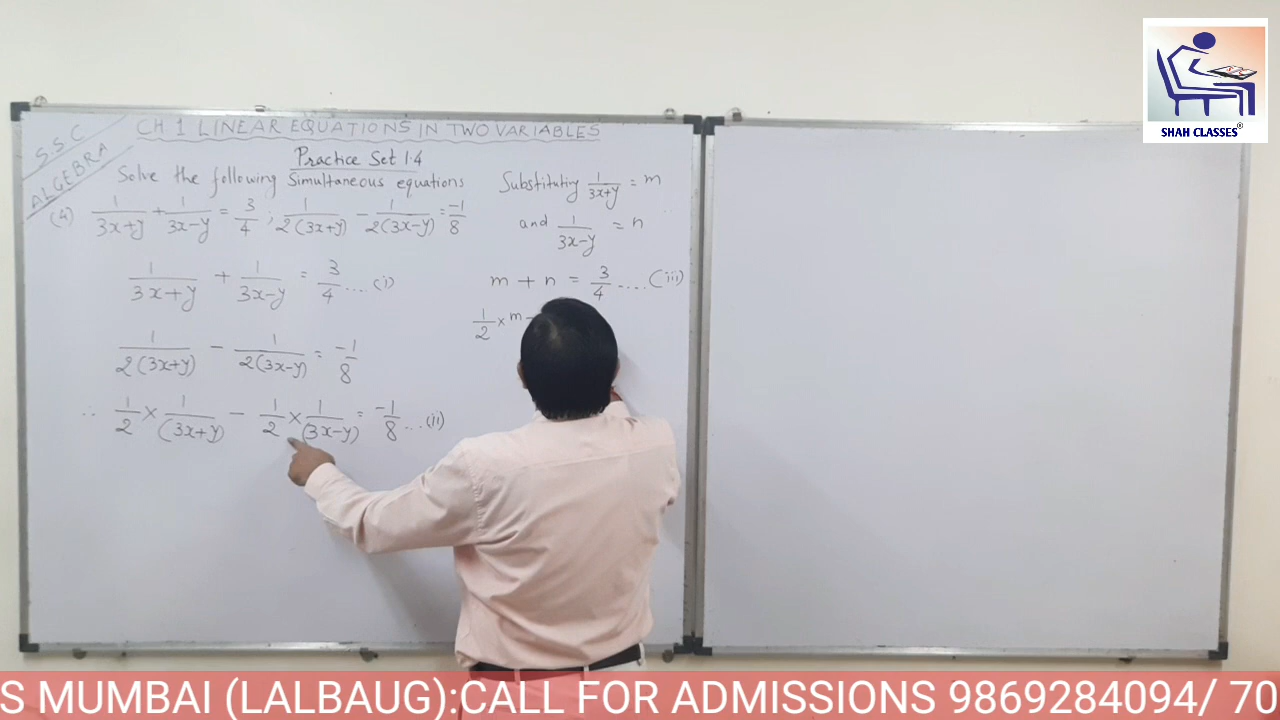 SSC
ALGEBRA
CH 1 LINEAR EQUATIONS IN TWO VARIABLES
Practice Set 1.4
Solve the following Simultaneous equations
(4) 1/(3x+y) + 1/(3x-y) = 3/4 ; 1/2(3x+y) - 1/2(3x-y) = -1/8
1/(3x+y) + 1/(3x-y) = 3/4 ....(i)
1/2(3x+y) - 1/2(3x-y) = -1/8
∴ 1/2 × 1/(3x+y) - 1/2 × 1/(3x-y) = -1/8 ...(ii)
Substituting 1/(3x+y) = m
and 1/(3x-y) = n
m + n = 3/4 ....(iii)
1/2 × m -
SHAH CLASSES®
S MUMBAI (LALBAUG):CALL FOR ADMISSIONS 9869284094/ 70